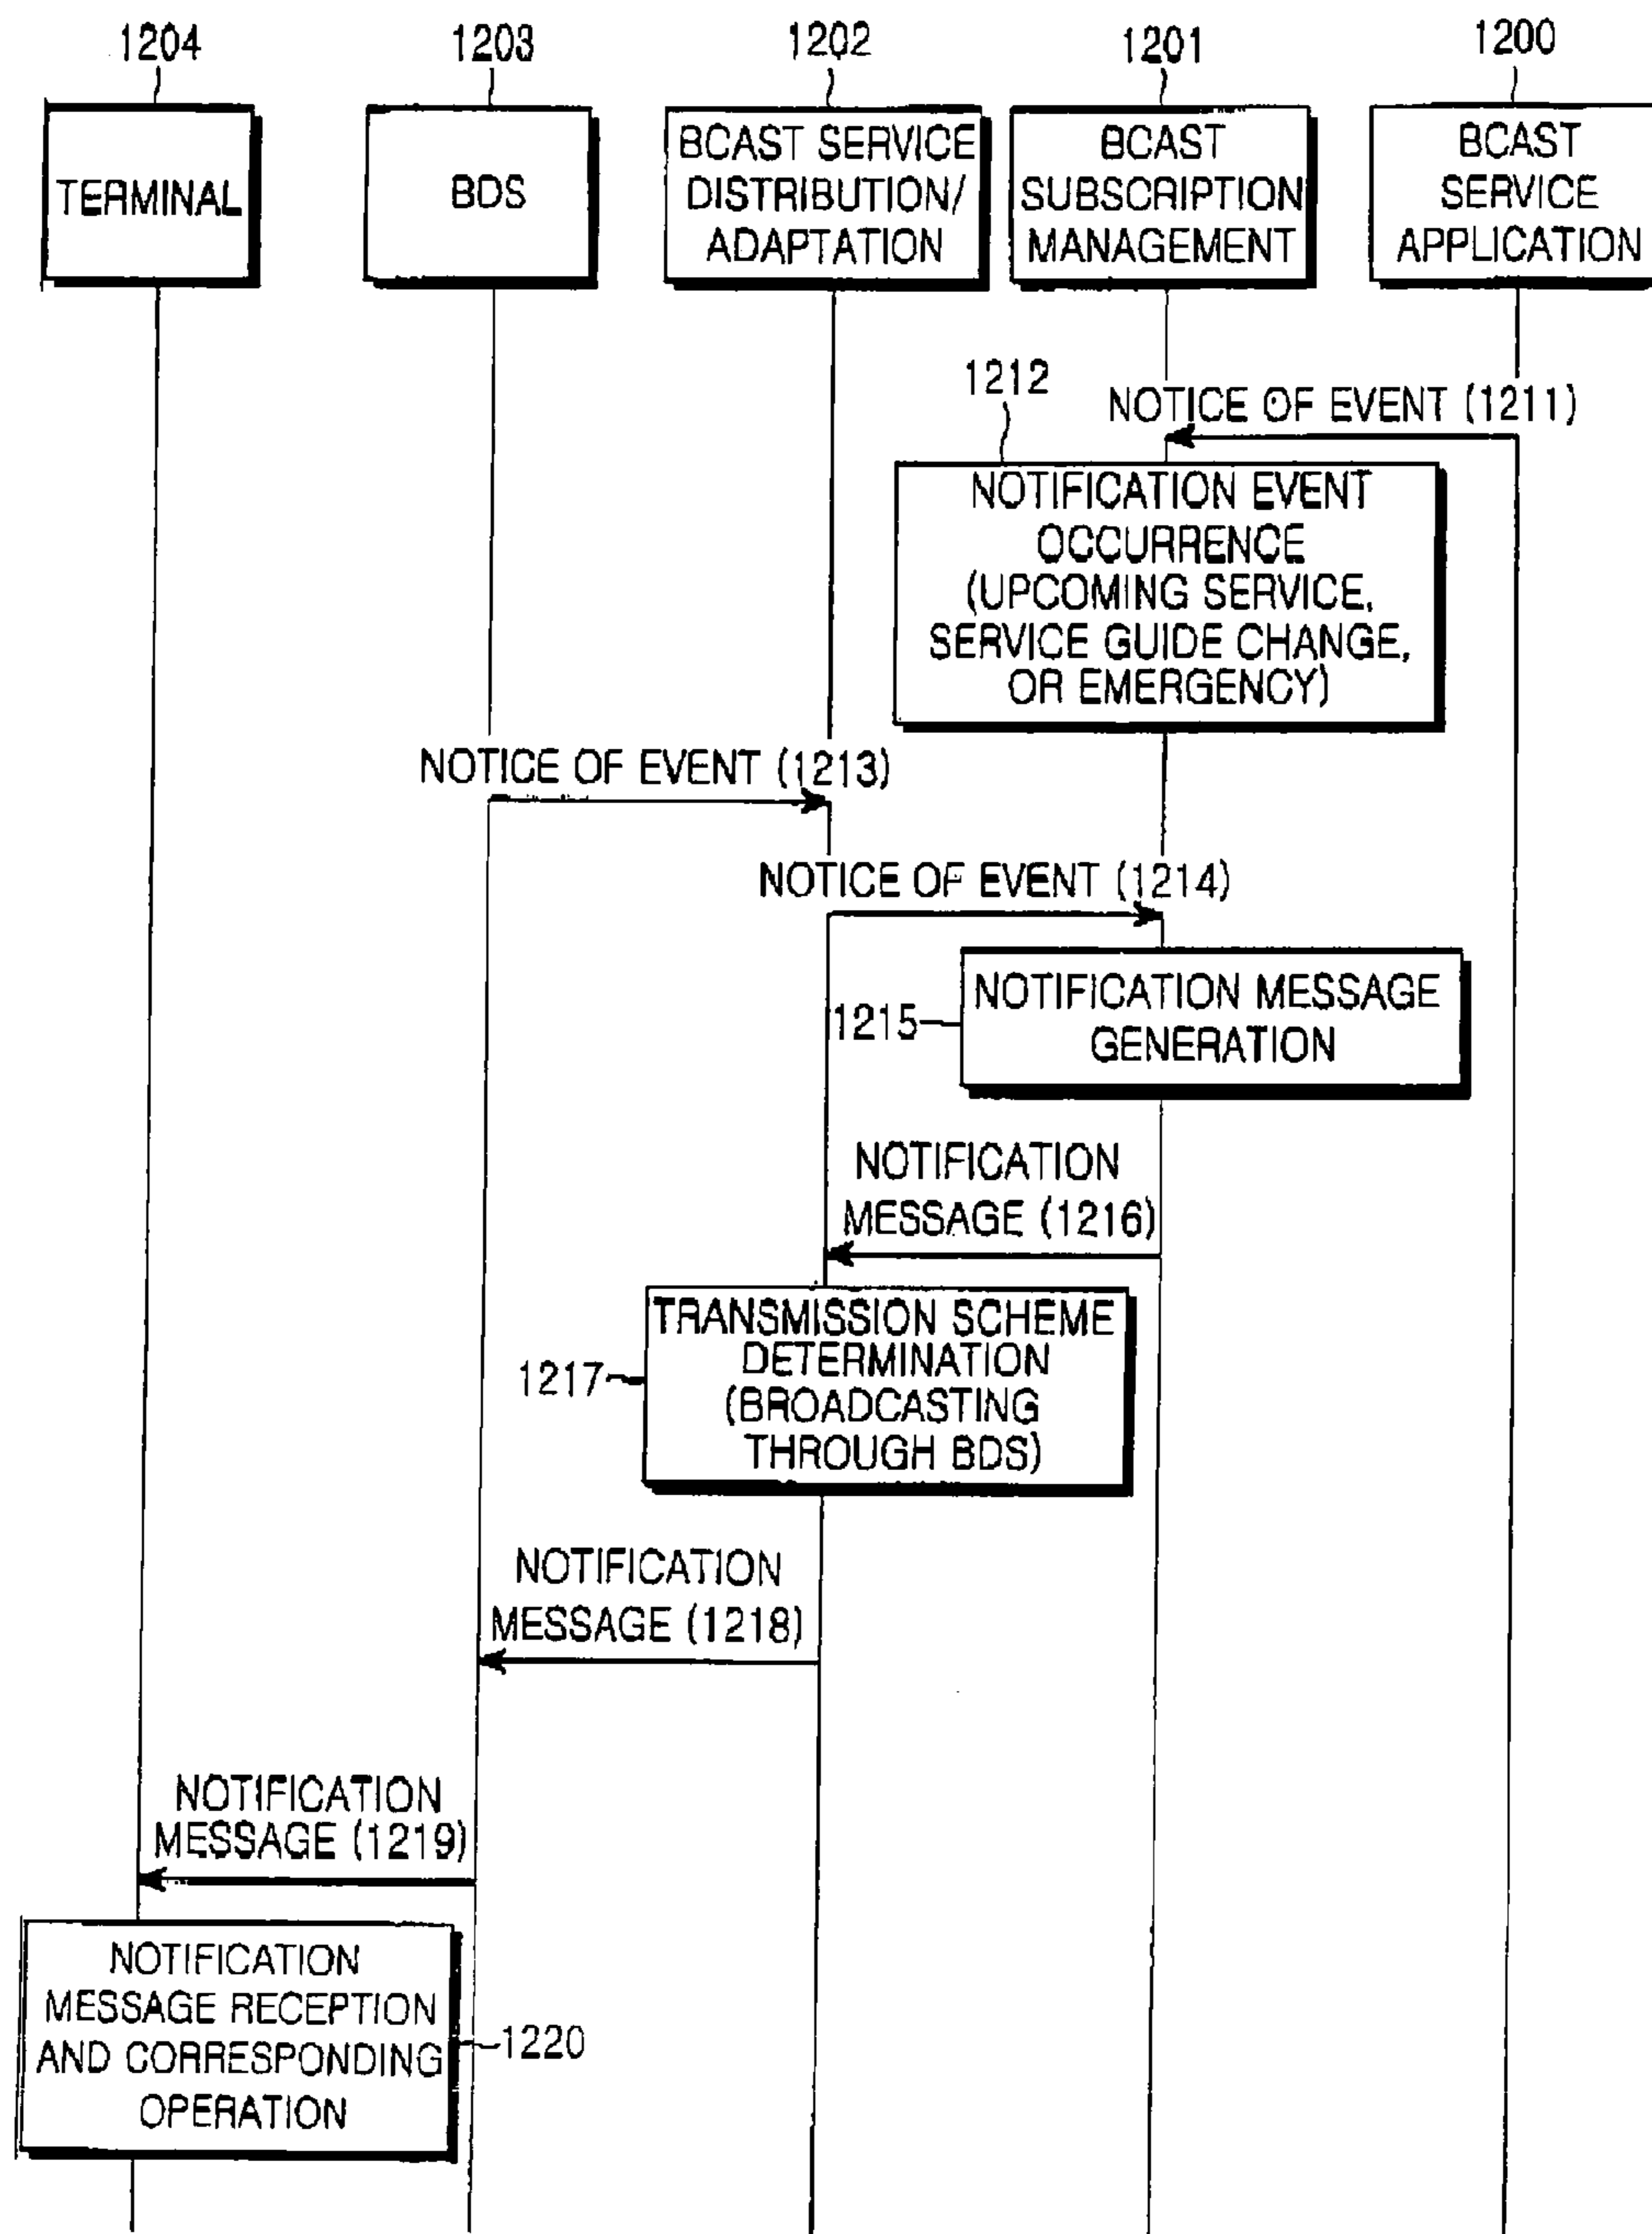 1204
1203
1202
1201
1200
TERMINAL
BDS
BCAST SERVICE
DISTRIBUTION/
ADAPTATION
BCAST
SUBSCRIPTION
MANAGEMENT
BCAST
SERVICE
APPLICATION
1212
NOTICE OF EVENT (1211)
NOTIFICATION EVENT
OCCURRENCE
(UPCOMING SERVICE,
SERVICE GUIDE CHANGE,
OR EMERGENCY)
NOTICE OF EVENT (1213)
NOTICE OF EVENT (1214)
1215
NOTIFICATION MESSAGE
GENERATION
NOTIFICATION
MESSAGE (1216)
1217
TRANSMISSION SCHEME
DETERMINATION
(BROADCASTING
THROUGH BDS)
NOTIFICATION
MESSAGE (1218)
NOTIFICATION
MESSAGE (1219)
NOTIFICATION
MESSAGE RECEPTION
AND CORRESPONDING
OPERATION
1220